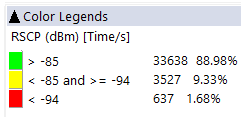 Color Legends
RSCP (dBm) [Time/s]
> -85 33638 88.98%
< -85 and >= -94 3527 9.33%
< -94 637 1.68%